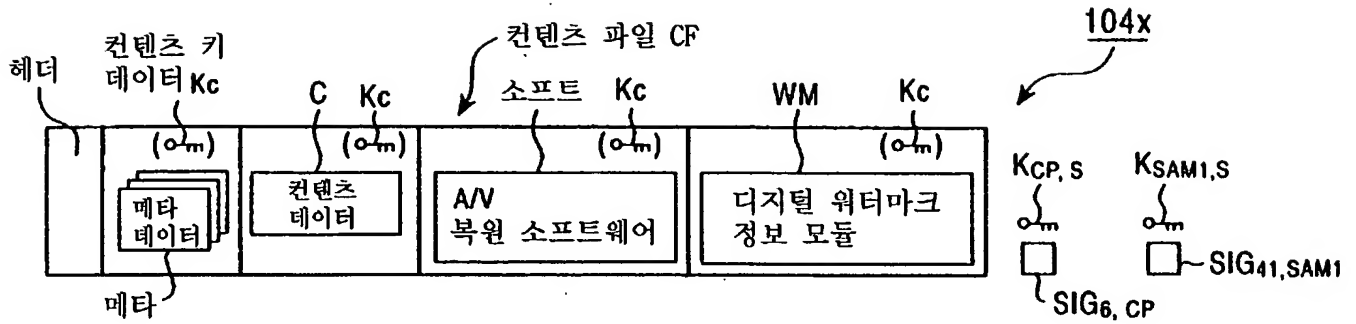 104x
컨텐츠 키
데이터 Kc
컨텐츠 파일 CF
헤더
C
Kc
소프트
Kc
WM
Kc
메타
데이터
컨텐츠
데이터
A/V
복원 소프트웨어
디지털 워터마크
정보 모듈
KCP, S
KSAM1,S
SIG6, CP
SIG41,SAM1
메타